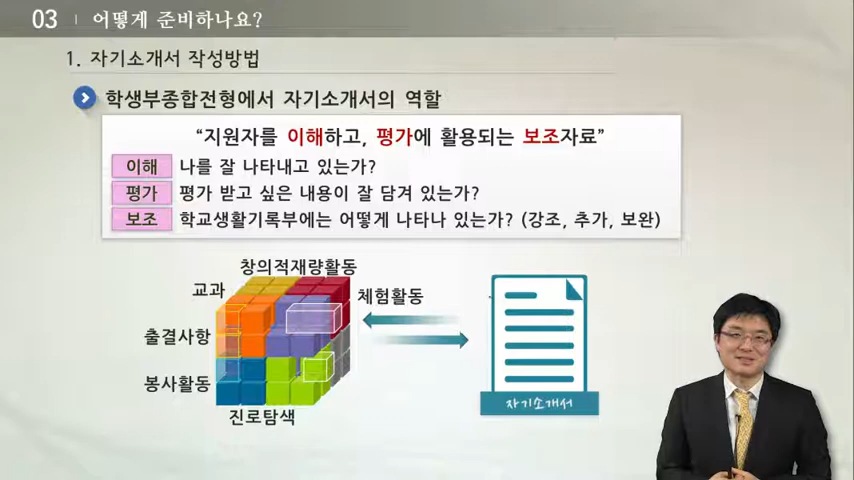 03 | 어떻게 준비하나요?
1. 자기소개서 작성방법
학생부종합전형에서 자기소개서의 역할
“지원자를 이해하고, 평가에 활용되는 보조자료”
이해 나를 잘 나타내고 있는가?
평가 평가 받고 싶은 내용이 잘 담겨 있는가?
보조 학교생활기록부에는 어떻게 나타나 있는가? (강조, 추가, 보완)
창의적재량활동
교과
체험활동
출결사항
봉사활동
진로탐색
자기소개서